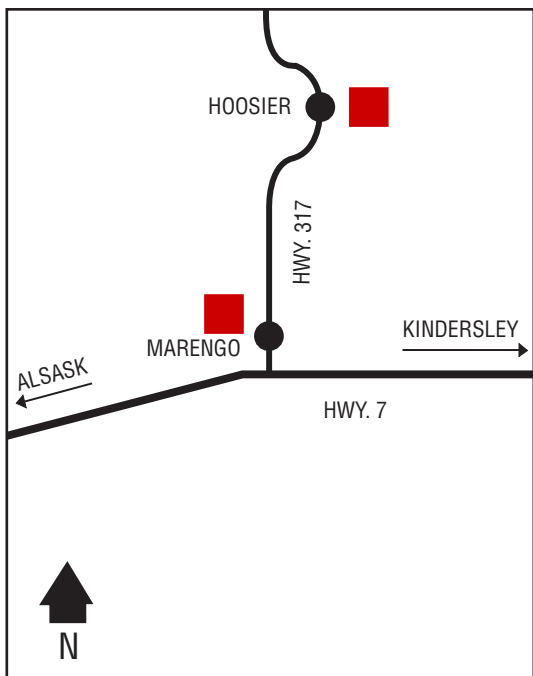 HOOSIER
HWY. 317
MARENGO
KINDERSLEY
ALSASK
HWY. 7
N